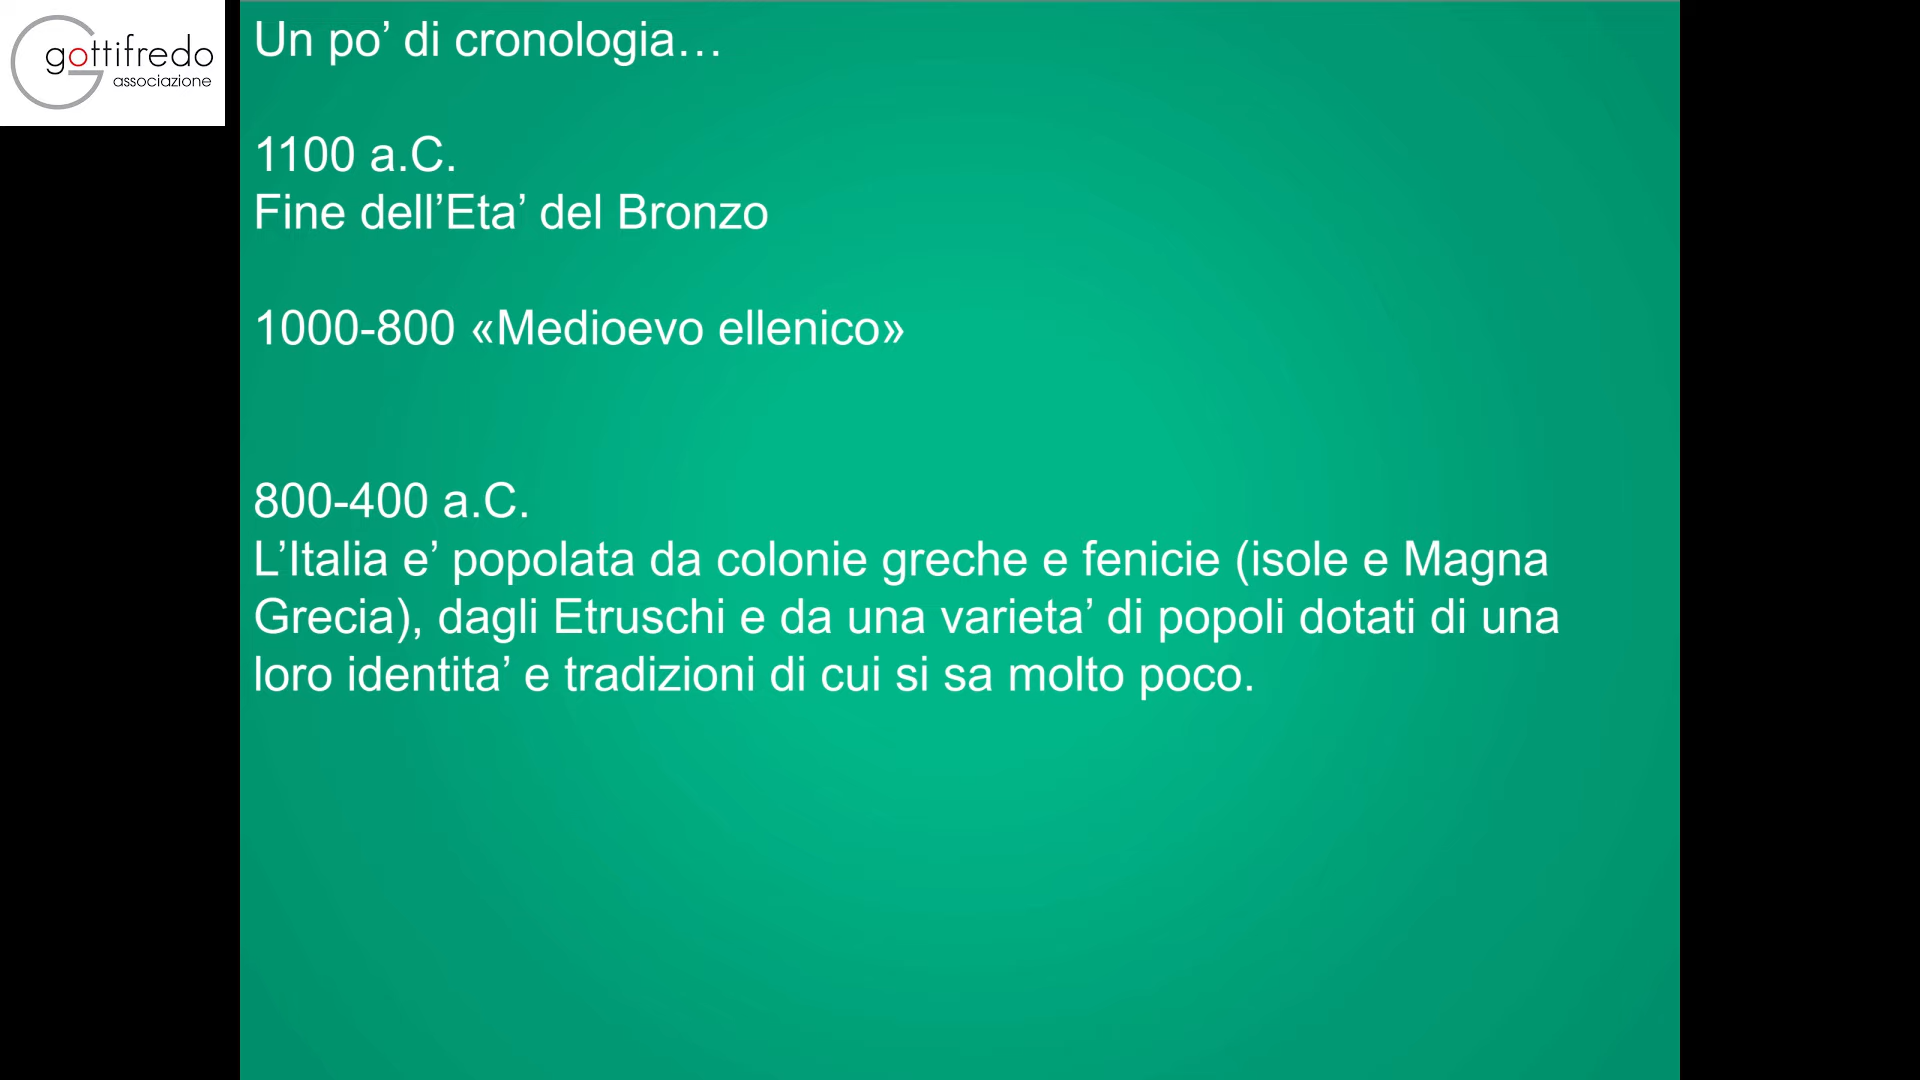 gottifredo
associazione
Un po’ di cronologia…
1100 a.C.
Fine dell’Eta’ del Bronzo
1000-800 «Medioevo ellenico»
800-400 a.C.
L’Italia e’ popolata da colonie greche e fenicie (isole e Magna
Grecia), dagli Etruschi e da una varieta’ di popoli dotati di una
loro identita’ e tradizioni di cui si sa molto poco.